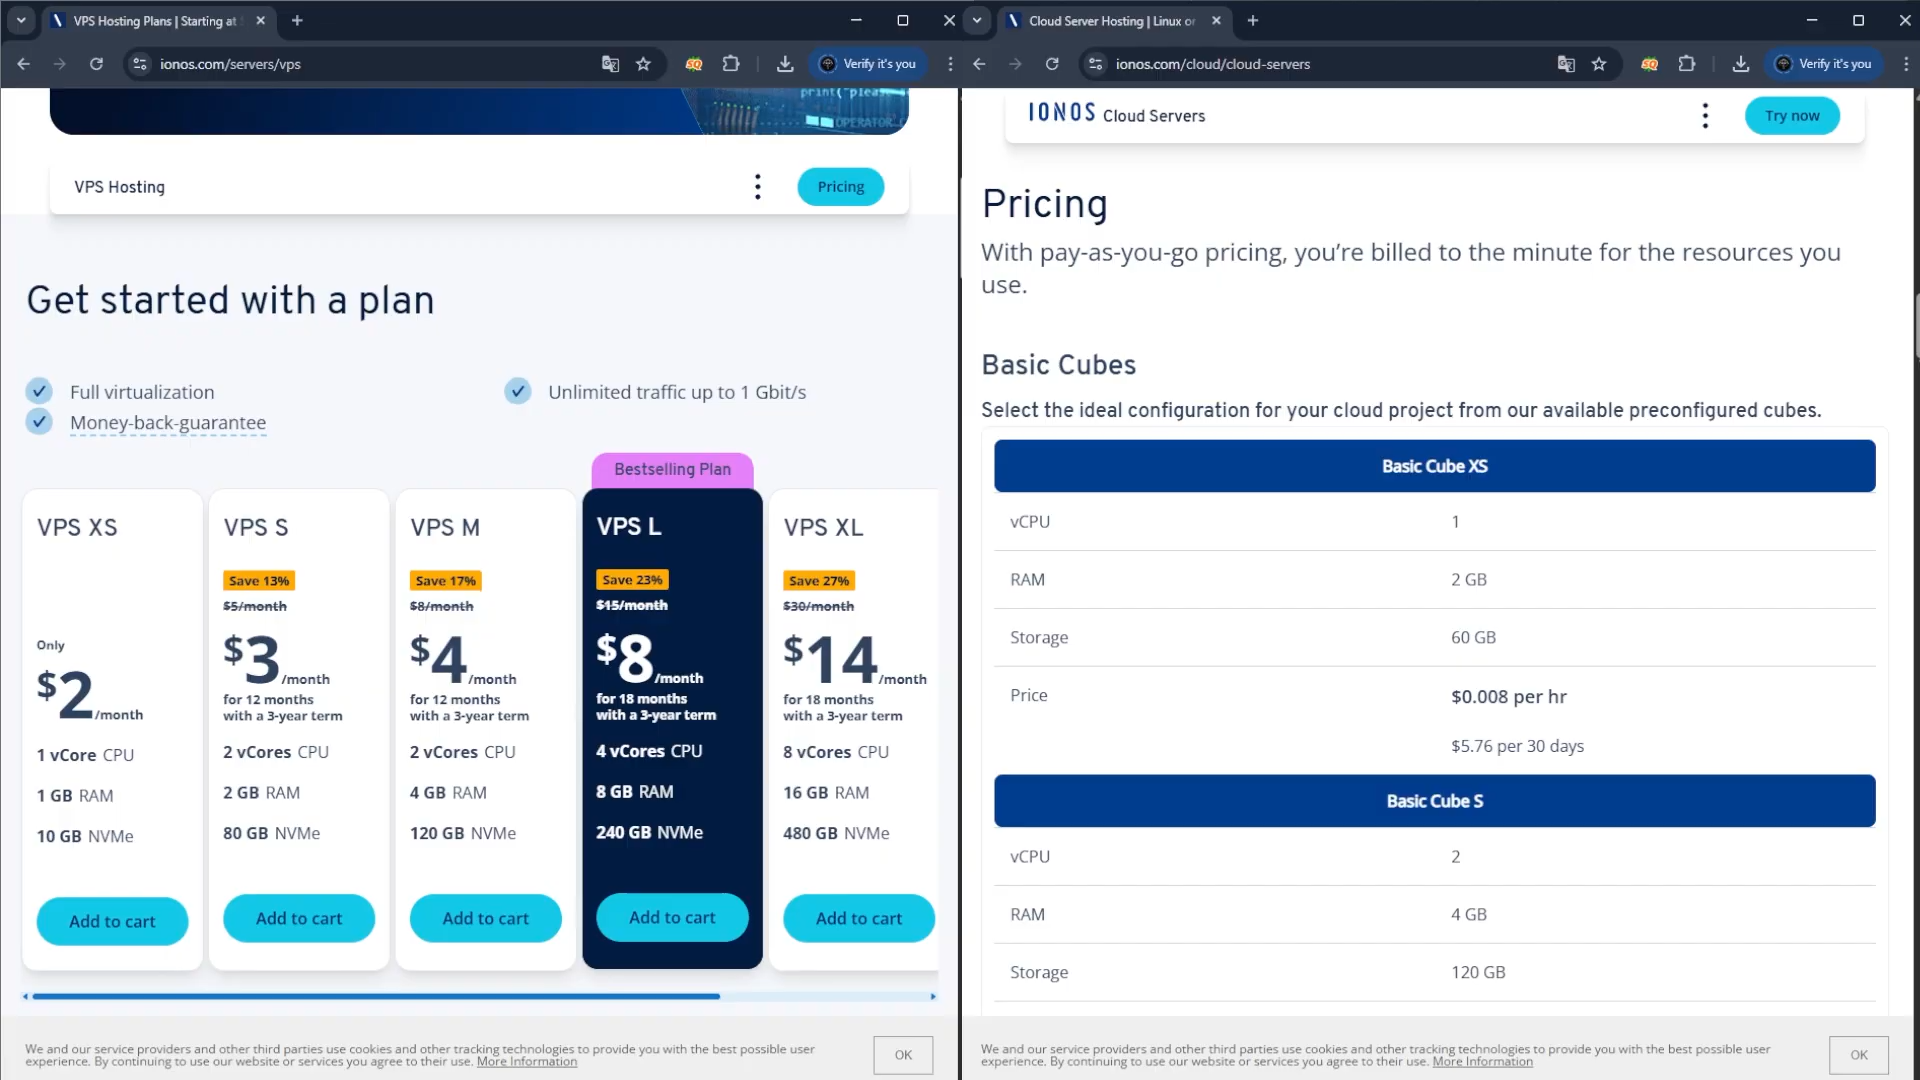 VPS Hosting Plans | Starting at
ionos.com/servers/vps
Verify it's you
print("please
OPERATOR
VPS Hosting
Pricing
Get started with a plan
Full virtualization
Unlimited traffic up to 1 Gbit/s
Money-back-guarantee
Bestselling Plan
VPS XS
Only
$2/month
1 vCore CPU
1 GB RAM
10 GB NVMe
Add to cart
VPS S
Save 13%
$5/month
$3/month
for 12 months
with a 3-year term
2 vCores CPU
2 GB RAM
80 GB NVMe
Add to cart
VPS M
Save 17%
$8/month
$4/month
for 12 months
with a 3-year term
2 vCores CPU
4 GB RAM
120 GB NVMe
Add to cart
VPS L
Save 23%
$15/month
$8/month
for 18 months
with a 3-year term
4 vCores CPU
8 GB RAM
240 GB NVMe
Add to cart
VPS XL
Save 27%
$30/month
$14/month
for 18 months
with a 3-year term
8 vCores CPU
16 GB RAM
480 GB NVMe
Add to cart
We and our service providers and other third parties use cookies and other tracking technologies to provide you with the best possible user
experience. By continuing to use our website or services you agree to their use. More Information
OK
Cloud Server Hosting | Linux or
ionos.com/cloud/cloud-servers
Verify it's you
IONOS Cloud Servers
Try now
Pricing
With pay-as-you-go pricing, you're billed to the minute for the resources you
use.
Basic Cubes
Select the ideal configuration for your cloud project from our available preconfigured cubes.
Basic Cube XS
vCPU 1
RAM 2 GB
Storage 60 GB
Price $0.008 per hr
$5.76 per 30 days
Basic Cube S
vCPU 2
RAM 4 GB
Storage 120 GB
We and our service providers and other third parties use cookies and other tracking technologies to provide you with the best possible user
experience. By continuing to use our website or services you agree to their use. More Information
OK